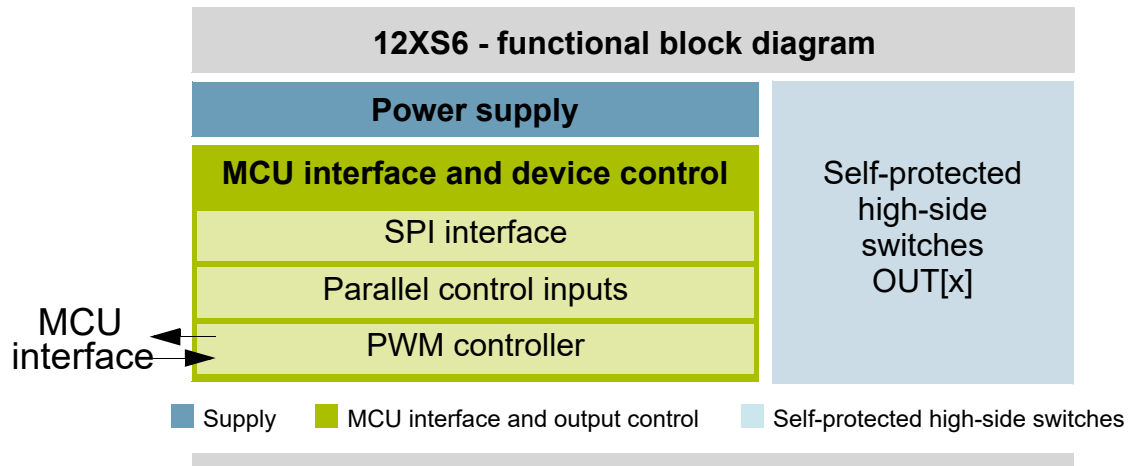 12XS6 - functional block diagram
Power supply
MCU interface and device control
SPI interface
Parallel control inputs
PWM controller
Self-protected
high-side
switches
OUT[x]
MCU
interface
Supply
MCU interface and output control
Self-protected high-side switches